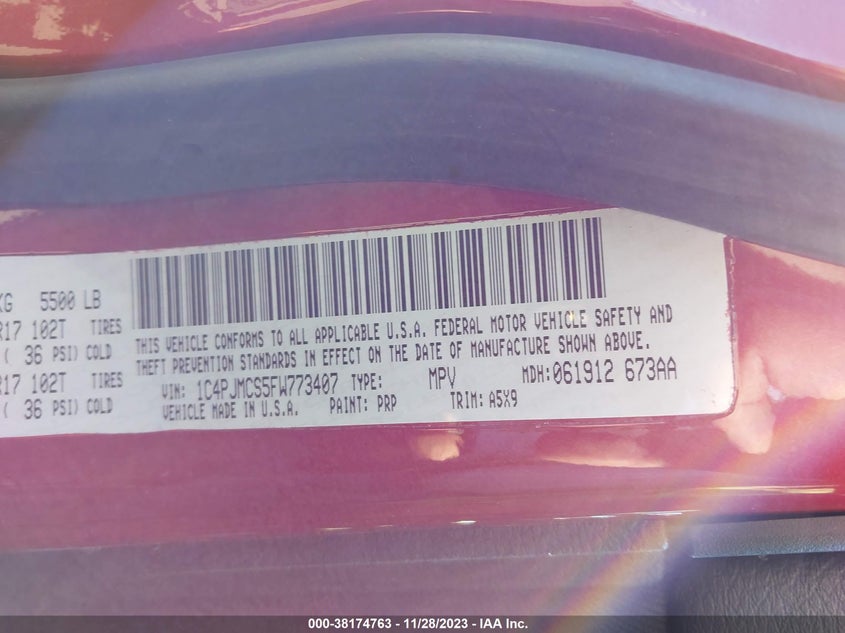 KG 5500 LB
R17 102T TIRES
( 36 PSI) COLD
R17 102T TIRES
( 36 PSI) COLD
THIS VEHICLE CONFORMS TO ALL APPLICABLE U.S.A. FEDERAL MOTOR VEHICLE SAFETY AND
THEFT PREVENTION STANDARDS IN EFFECT ON THE DATE OF MANUFACTURE SHOWN ABOVE.
VIN: 1C4PJMCS5FW773407 TYPE: MPV MDH: 061912 673AA
VEHICLE MADE IN U.S.A. PAINT: PRP TRIM: A5X9
000-38174763 - 11/28/2023 - IAA Inc.